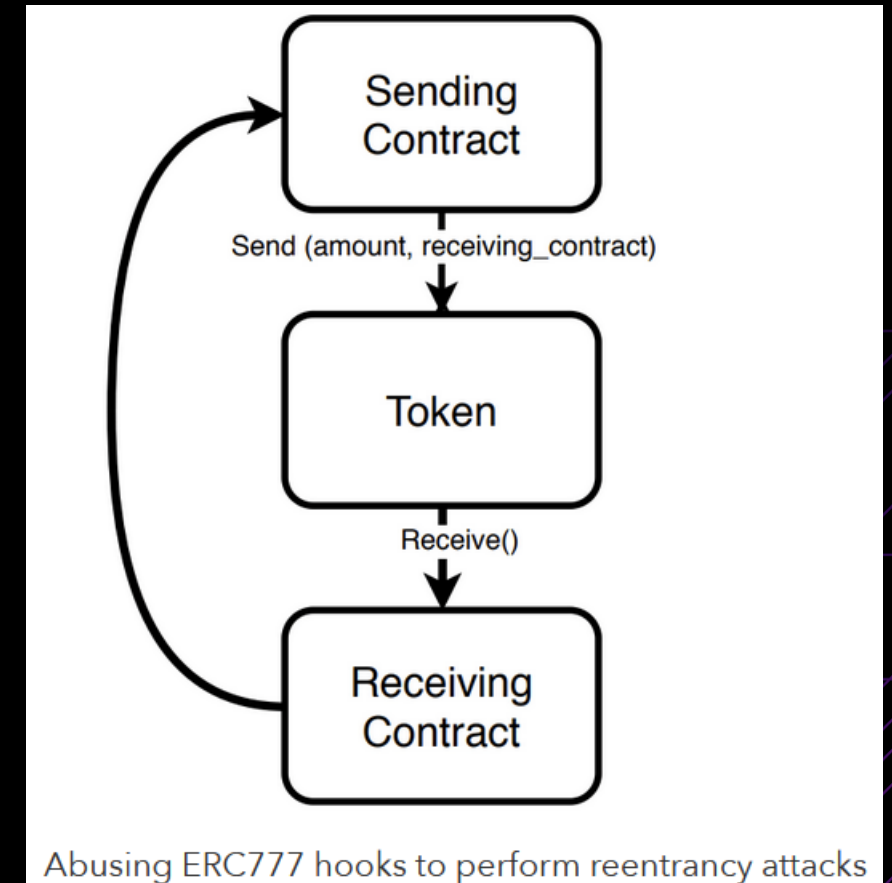 Sending
Contract
Send (amount, receiving_contract)
Token
Receive()
Receiving
Contract
Abusing ERC777 hooks to perform reentrancy attacks